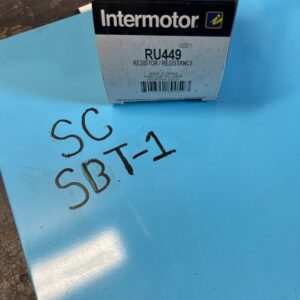 Intermotor.
RU449
RESISTOR / RESISTANCE
SC
SBT-1